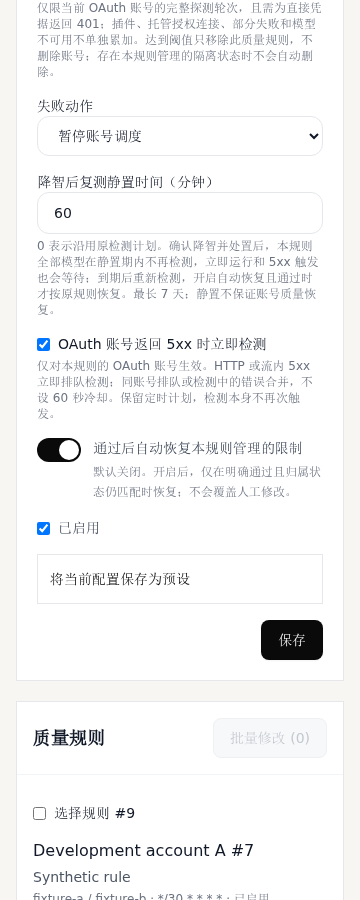 仅限当前 OAuth 账号的完整探测轮次，且需为直接凭
据返回 401；插件、托管授权连接、部分失败和模型
不可用不单独累加。达到阈值只移除此质量规则，不
删除账号；存在本规则管理的隔离状态时不会自动删
除。
失败动作
暂停账号调度
降智后复测静置时间（分钟）
60
0 表示沿用原检测计划。确认降智并处置后，本规则
全部模型在静置期内不再检测，立即运行和 5xx 触发
也会等待；到期后重新检测，开启自动恢复且通过时
才按原规则恢复。最长 7 天；静置不保证账号质量恢
复。
OAuth 账号返回 5xx 时立即检测
仅对本规则的 OAuth 账号生效。HTTP 或流内 5xx
立即排队检测；同账号排队或检测中的错误合并，不
设 60 秒冷却。保留定时计划，检测本身不再次触
发。
通过后自动恢复本规则管理的限制
默认关闭。开启后，仅在明确通过且归属状
态仍匹配时恢复；不会覆盖人工修改。
已启用
将当前配置保存为预设
保存
质量规则
批量修改 (0)
选择规则 #9
Development account A #7
Synthetic rule
fixture-a / fixture-b · */30 * * * * · 已启用